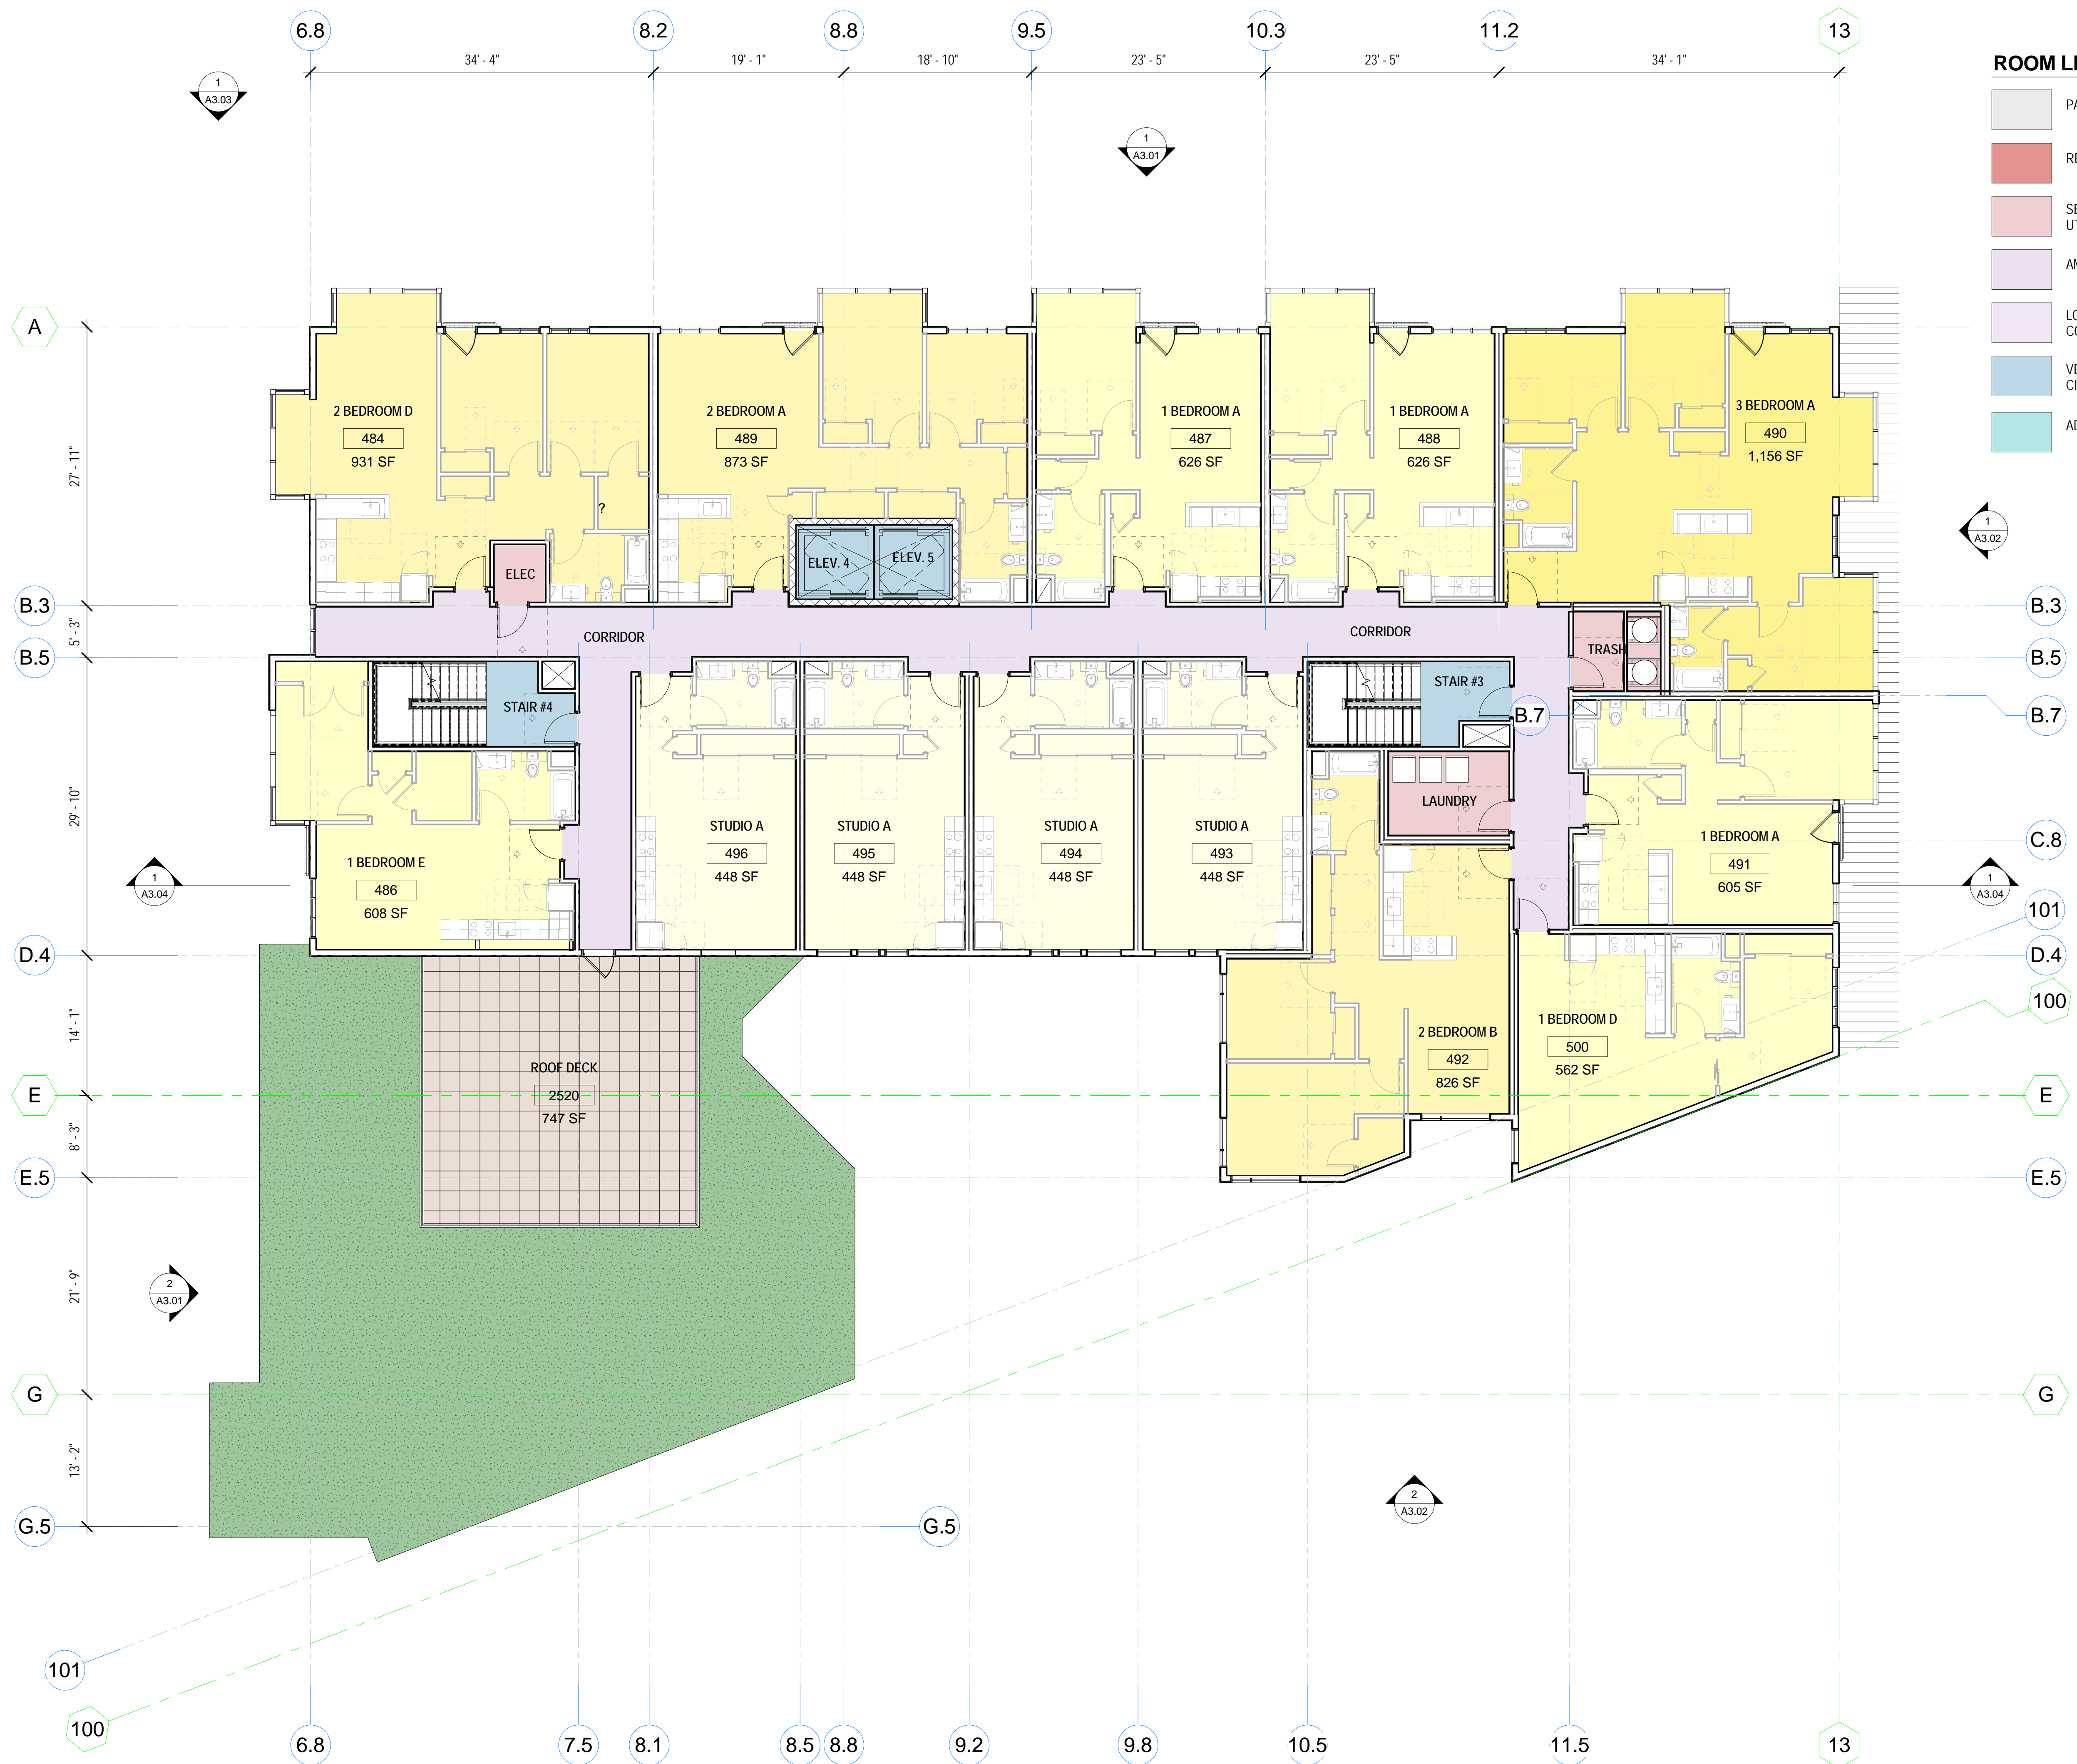 6.8
8.2
8.8
9.5
10.3
11.2
13
34' - 4"
19' - 1"
18' - 10"
23' - 5"
23' - 5"
34' - 1"
ROOM
1
A3.03
1
A3.01
A
27' - 11"
2 BEDROOM D
484
931 SF
2 BEDROOM A
489
873 SF
1 BEDROOM A
487
626 SF
1 BEDROOM A
488
626 SF
3 BEDROOM A
490
1,156 SF
?
ELEC
ELEV. 4
ELEV. 5
1
A3.02
B.3
B.3
5' - 3"
CORRIDOR
CORRIDOR
TRASH
B.5
B.5
STAIR #4
STAIR #3
B.7
B.7
29' - 10"
LAUNDRY
STUDIO A
496
448 SF
STUDIO A
495
448 SF
STUDIO A
494
448 SF
STUDIO A
493
448 SF
1 BEDROOM E
486
608 SF
1 BEDROOM A
491
605 SF
C.8
1
A3.04
1
A3.04
101
D.4
D.4
100
14' - 1"
ROOF DECK
2520
747 SF
2 BEDROOM B
492
826 SF
1 BEDROOM D
500
562 SF
E
E
8' - 3"
E.5
E.5
21' - 9"
2
A3.01
G
G
13' - 2"
2
A3.02
G.5
G.5
101
100
6.8
7.5
8.1
8.5
8.8
9.2
9.8
10.5
11.5
13